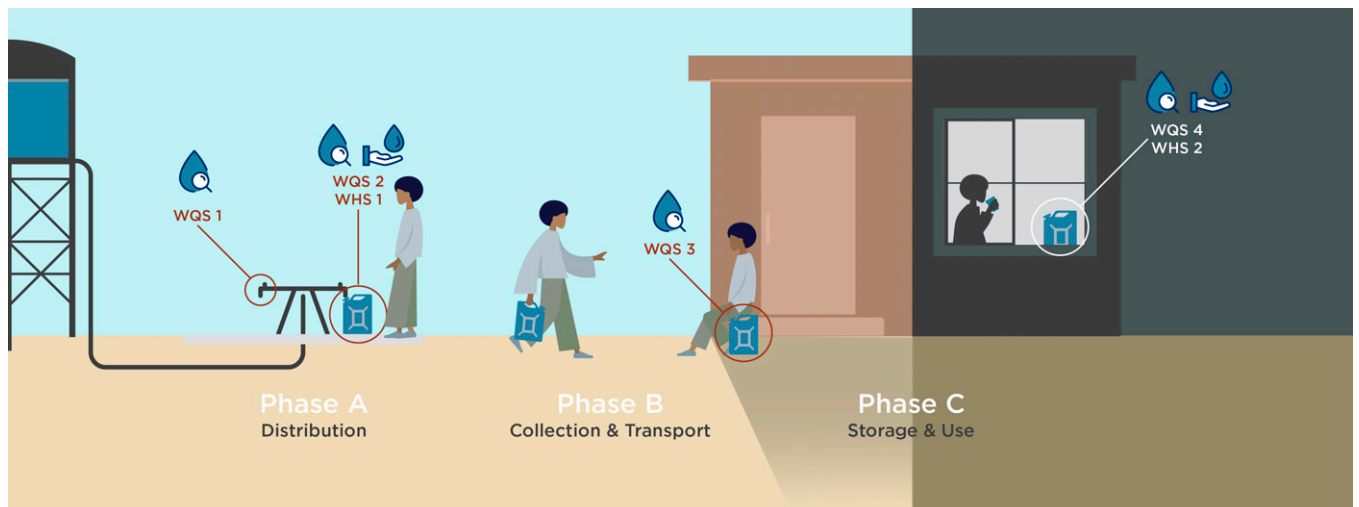 WQS 1
WQS 2
WHS 1
WQS 3
WQS 4
WHS 2
Phase A
Distribution
Phase B
Collection & Transport
Phase C
Storage & Use